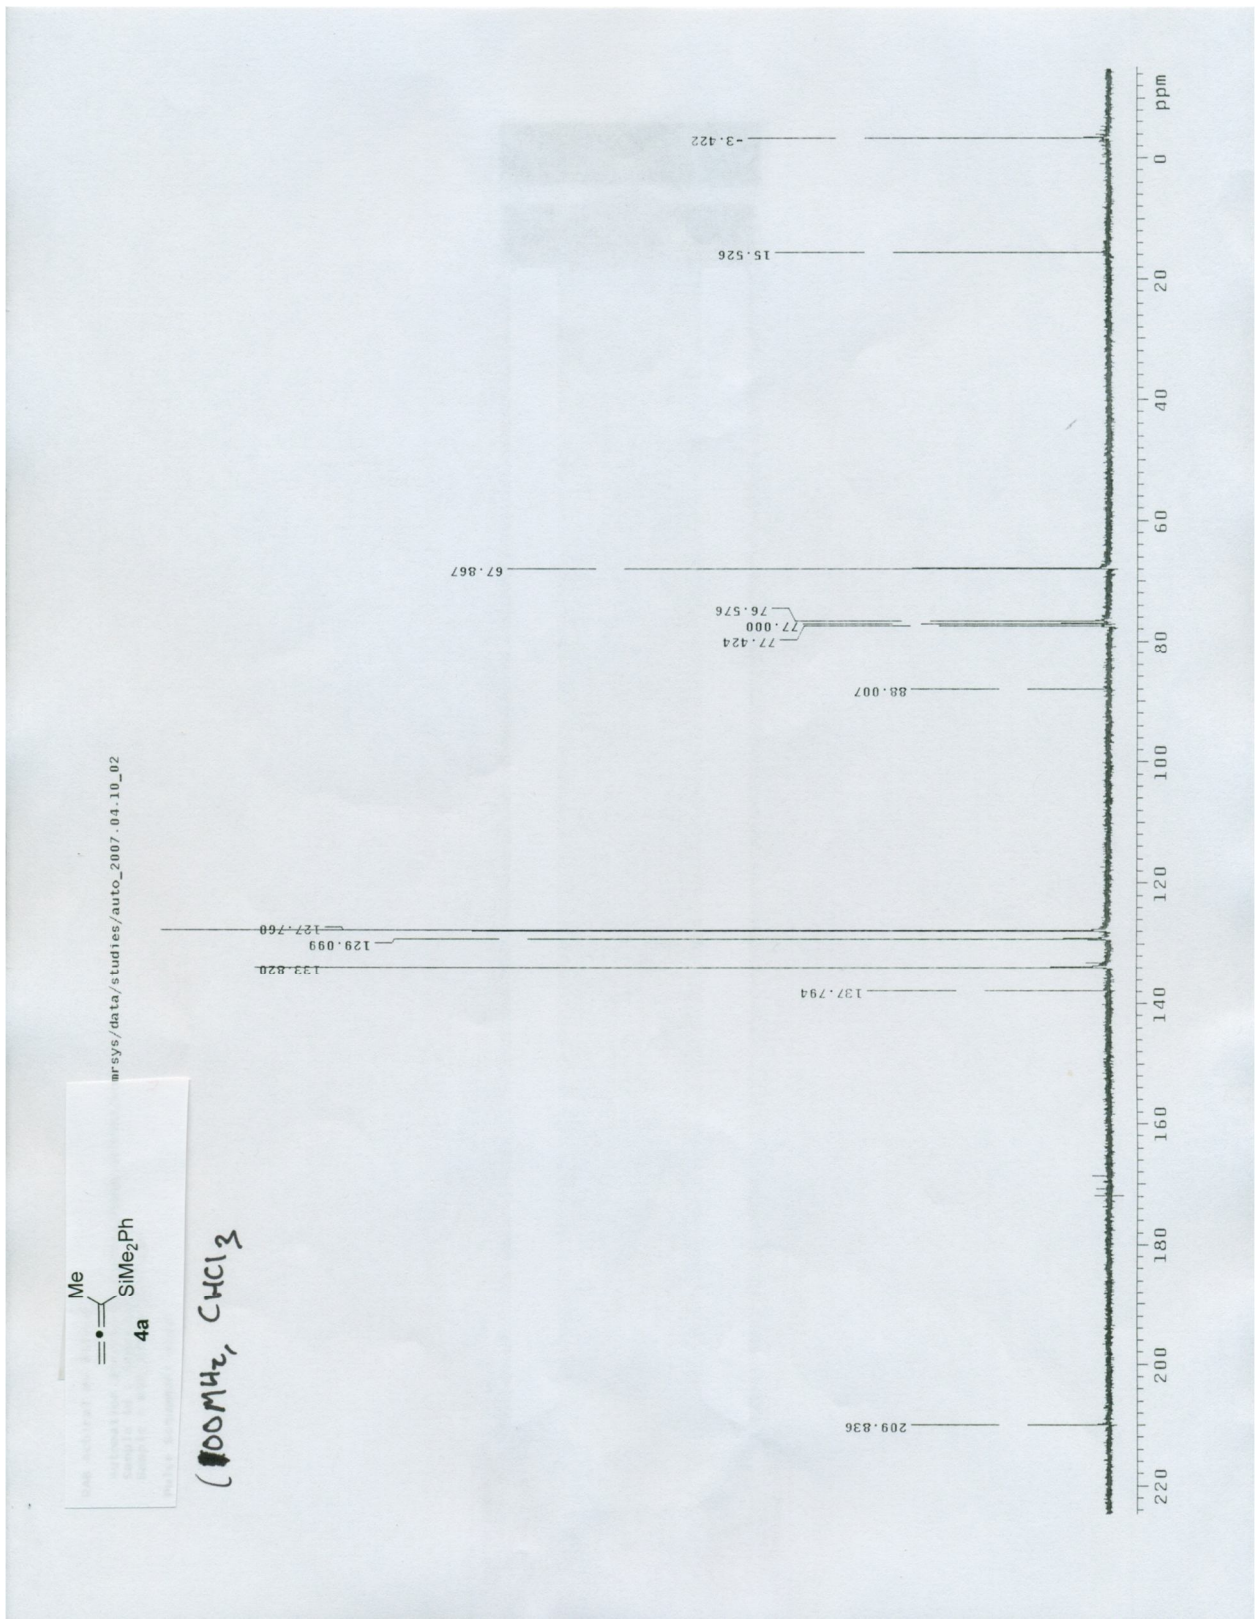 mrsys/data/studies/auto_2007.04.10_02
Me
SiMe₂Ph
4a
(100MHz, CHCl3
209.836
137.794
133.820
129.099
127.760
88.007
77.424
77.000
76.576
67.867
15.526
-3.422
220 200 180 160 140 120 100 80 60 40 20 0 ppm